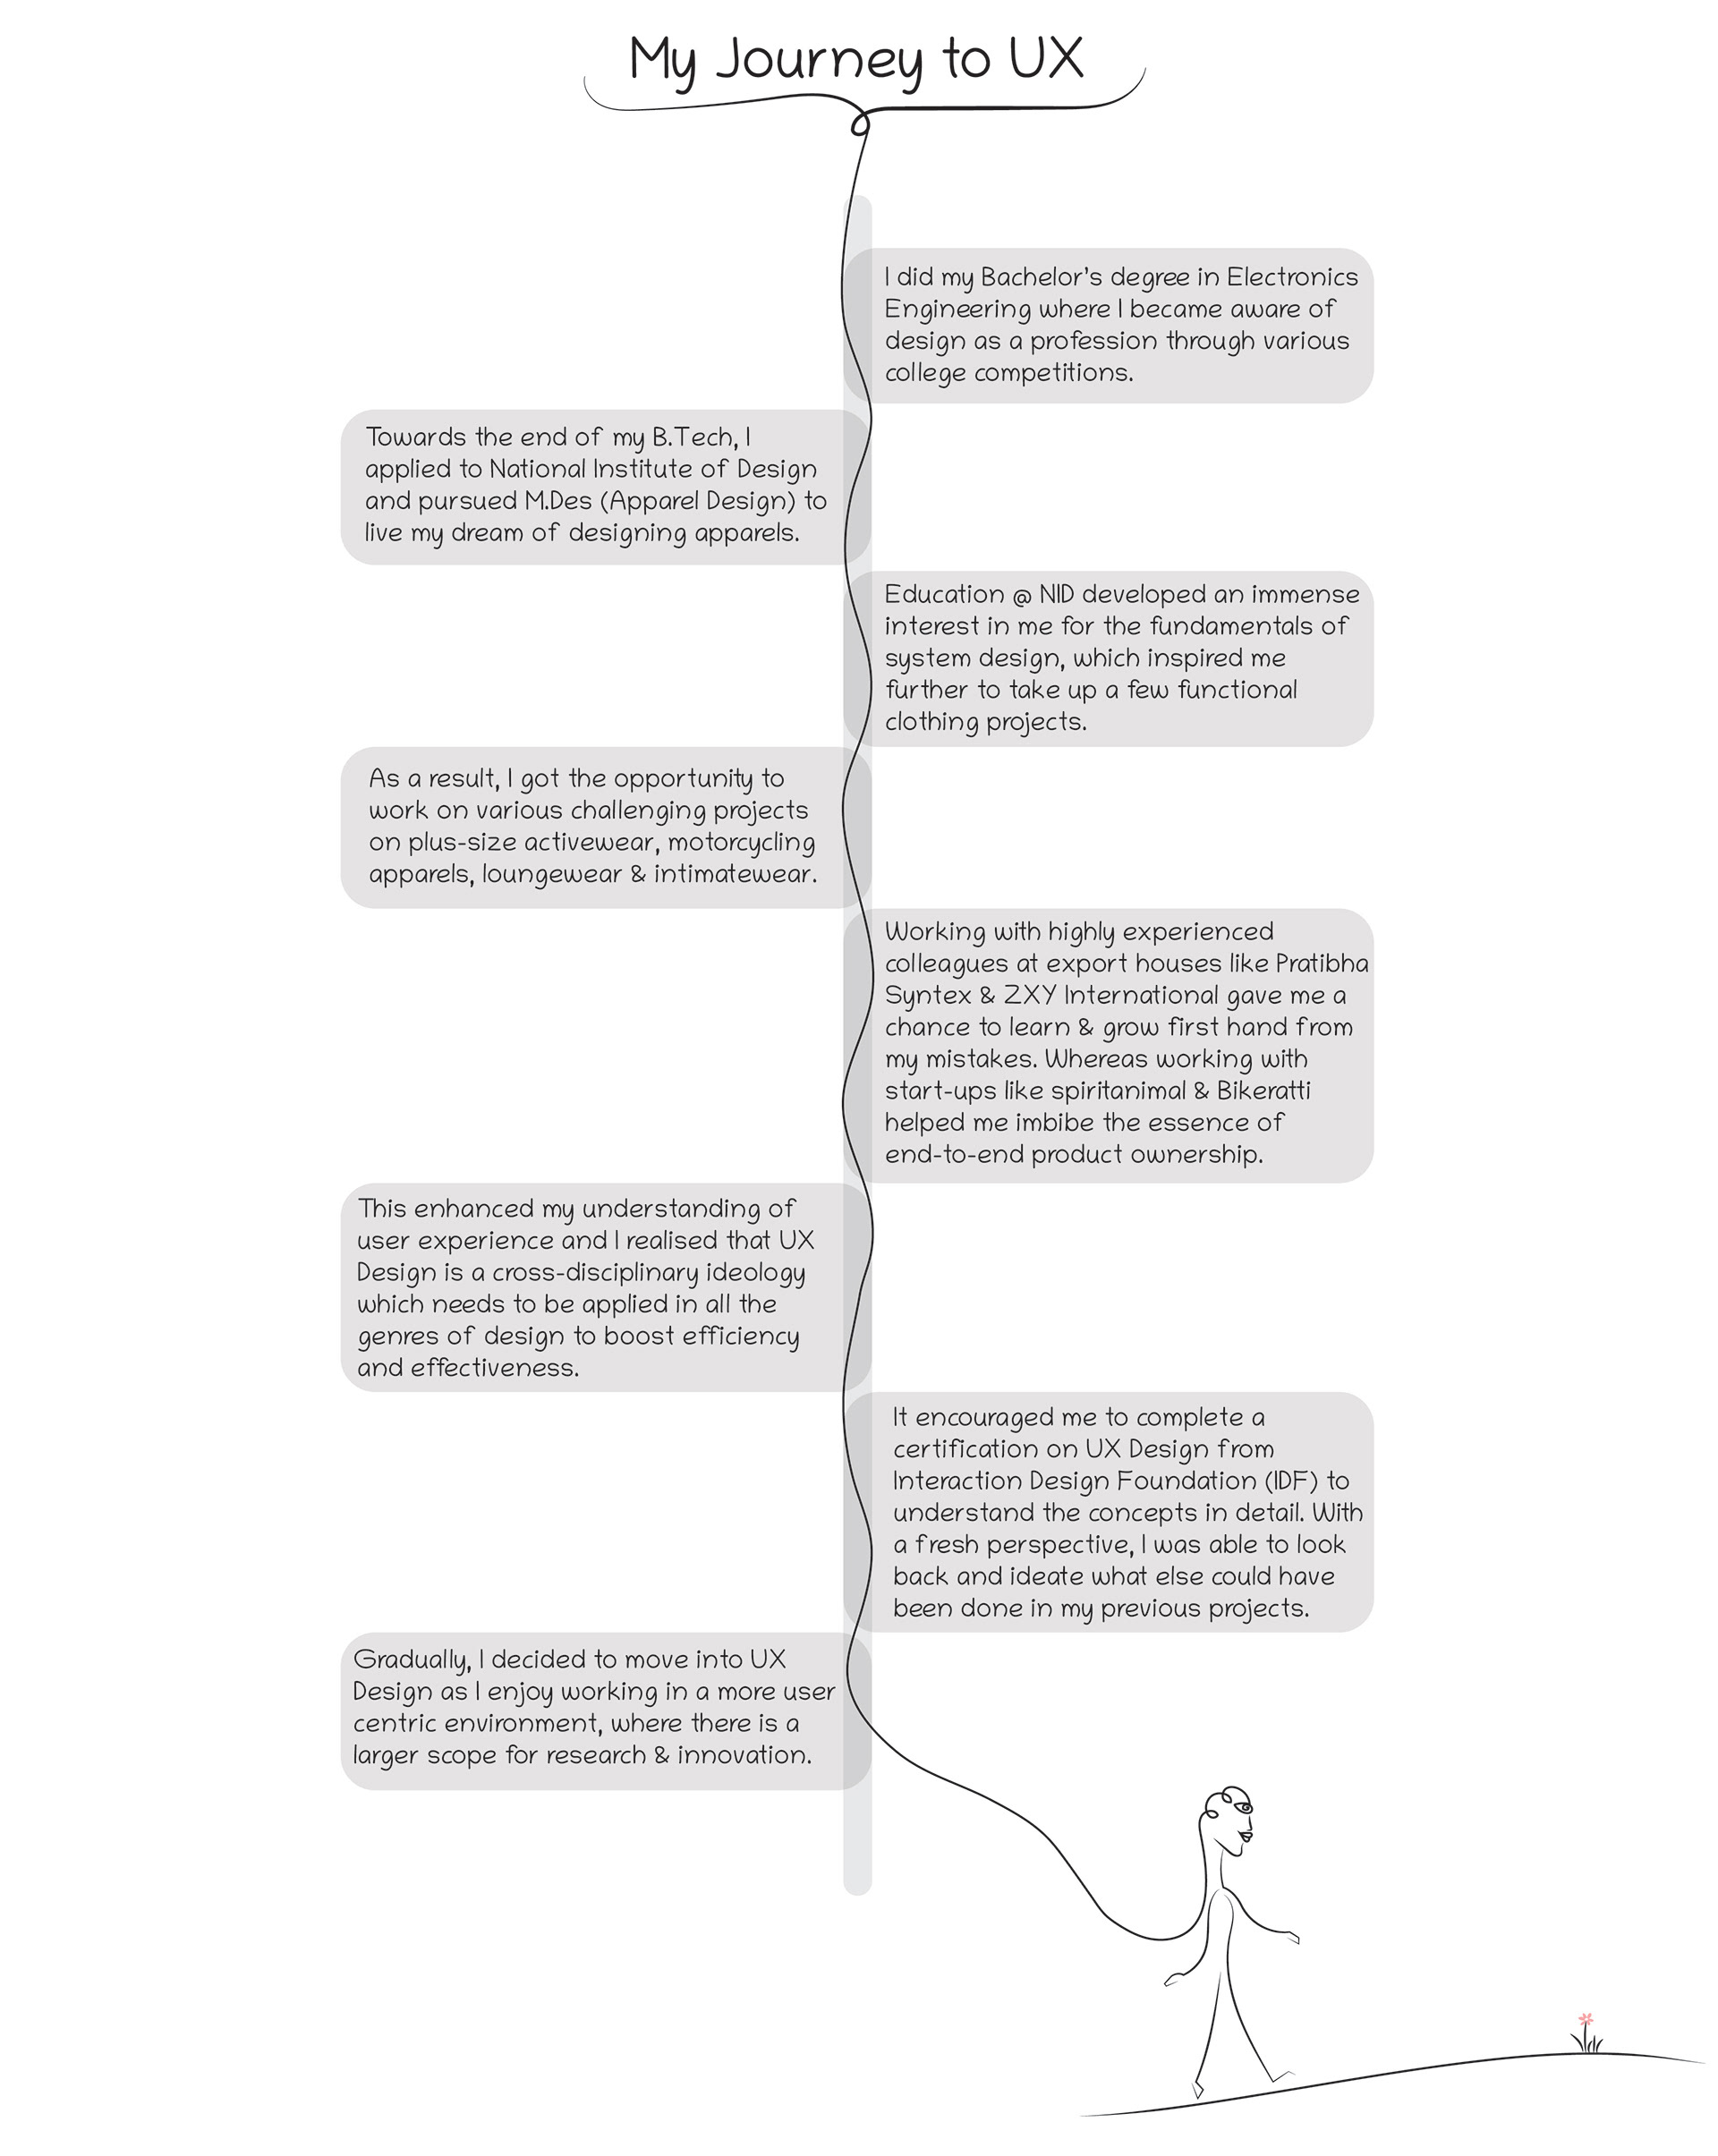 My Journey to UX
I did my Bachelor's degree in Electronics
Engineering where I became aware of
design as a profession through various
college competitions.
Towards the end of my B.Tech, I
applied to National Institute of Design
and pursued M.Des (Apparel Design) to
live my dream of designing apparels.
Education @ NID developed an immense
interest in me for the fundamentals of
system design, which inspired me
further to take up a few functional
clothing projects.
As a result, I got the opportunity to
work on various challenging projects
on plus-size activewear, motorcycling
apparels, loungewear & intimatewear.
Working with highly experienced
colleagues at export houses like Pratibha
Syntex & ZXY International gave me a
chance to learn & grow first hand from
my mistakes. Whereas working with
start-ups like spiritanimal & Bikeratti
helped me imbibe the essence of
end-to-end product ownership.
This enhanced my understanding of
user experience and I realised that UX
Design is a cross-disciplinary ideology
which needs to be applied in all the
genres of design to boost efficiency
and effectiveness.
It encouraged me to complete a
certification on UX Design from
Interaction Design Foundation (IDF) to
understand the concepts in detail. With
a fresh perspective, I was able to look
back and ideate what else could have
been done in my previous projects.
Gradually, I decided to move into UX
Design as I enjoy working in a more user
centric environment, where there is a
larger scope for research & innovation.